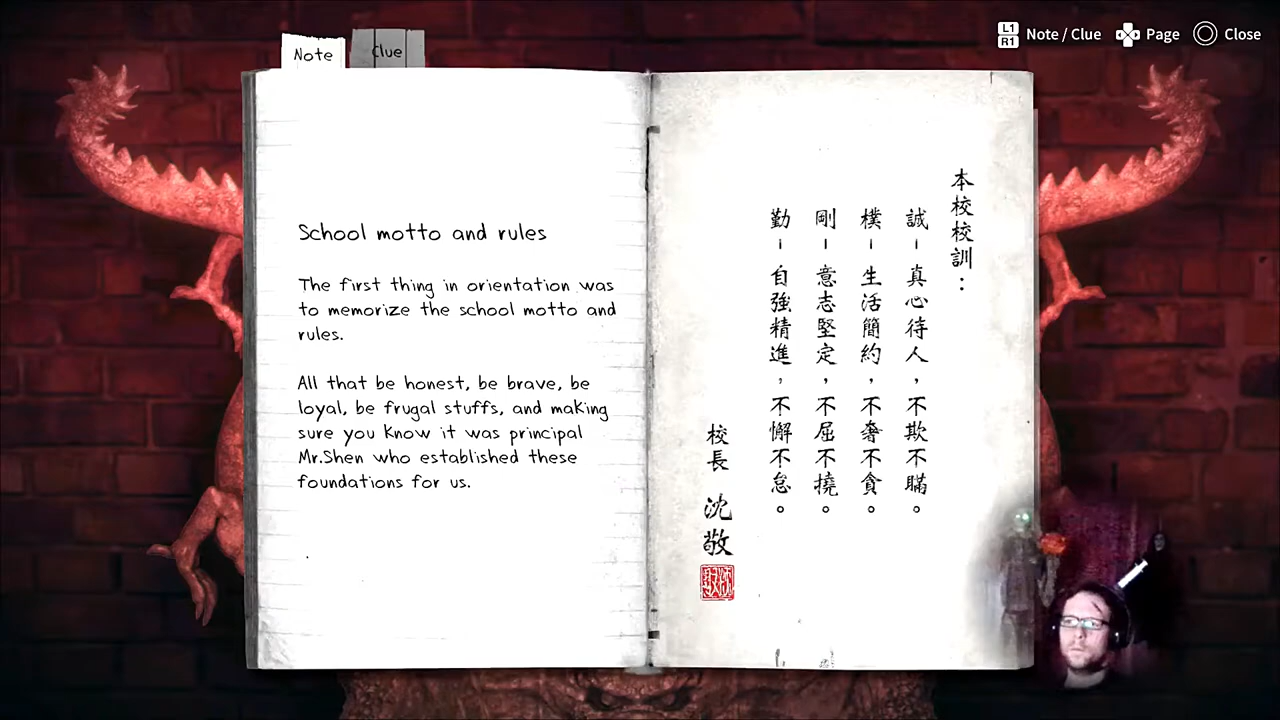 Note
Clue
L1
R1
Note / Clue
Page
Close
School motto and rules
The first thing in orientation was
to memorize the school motto and
rules.
All that be honest, be brave, be
loyal, be frugal stuffs, and making
sure you know it was principal
Mr.Shen who established these
foundations for us.
本校校訓：
誠－真心待人，不欺不瞞。
樸－生活簡約，不奢不貪。
剛－意志堅定，不屈不撓。
勤－自強精進，不懈不怠。
校長 沈敬